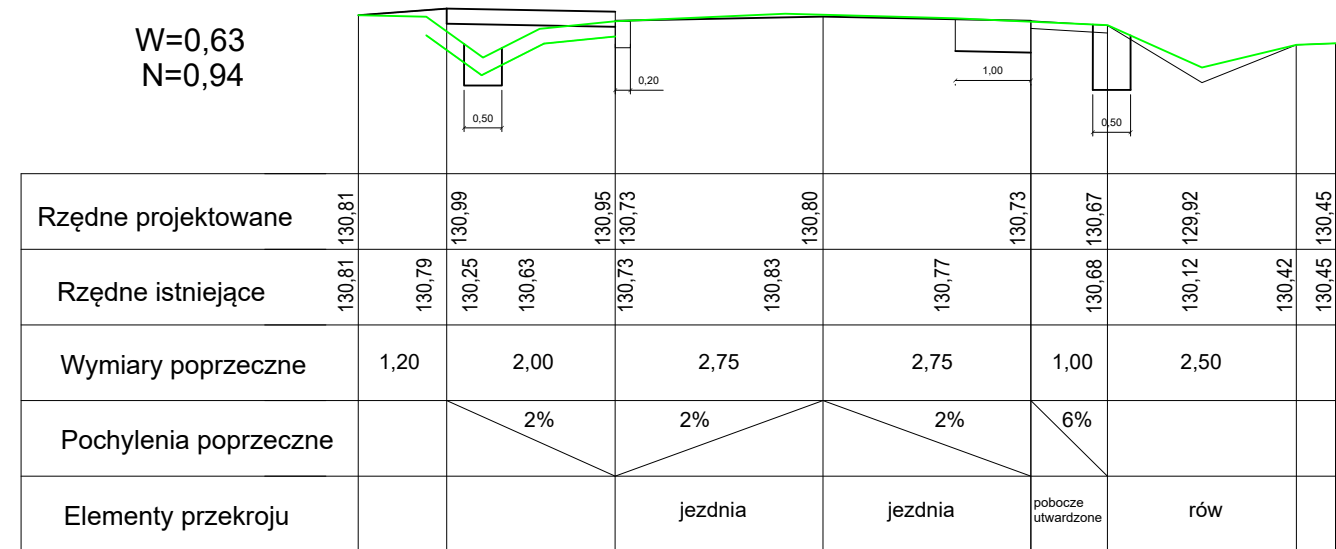 W=0,63
N=0,94
0,50
0,20
1,00
0,50
Rzędne projektowane
130,81
130,99
130,95
130,73
130,80
130,73
130,67
129,92
130,45
Rzędne istniejące
130,81
130,79
130,25
130,63
130,73
130,83
130,77
130,68
130,12
130,42
130,45
Wymiary poprzeczne
1,20
2,00
2,75
2,75
1,00
2,50
Pochylenia poprzeczne
2%
2%
2%
6%
Elementy przekroju
jezdnia
jezdnia
pobocze
utwardzone
rów